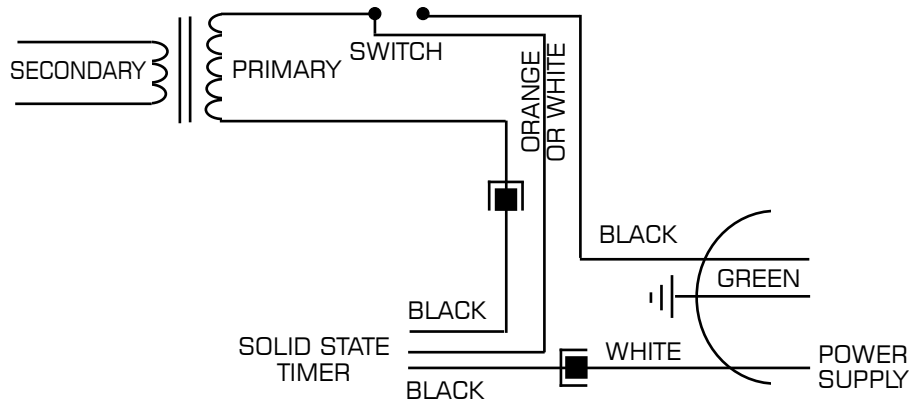 SECONDARY
PRIMARY
SWITCH
ORANGE
OR WHITE
BLACK
GREEN
BLACK
SOLID STATE
TIMER
WHITE
BLACK
POWER
SUPPLY